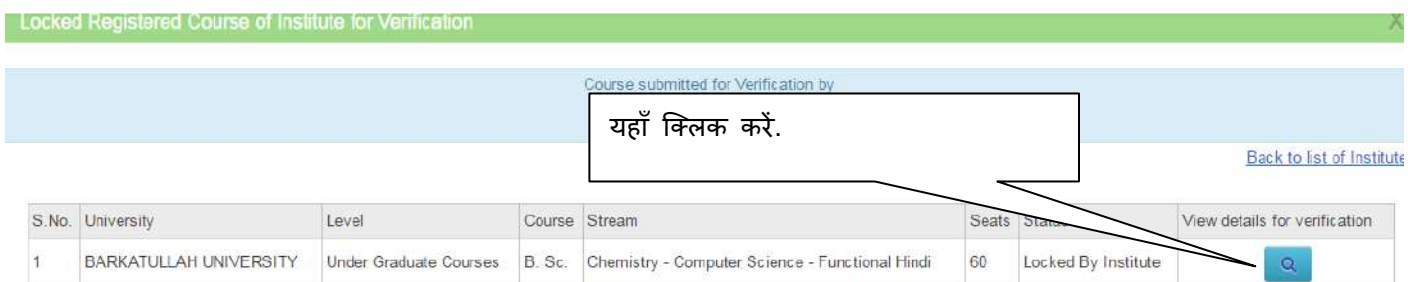 Locked Registered Course of Institute for Verification X
Course submitted for Verification by
यहाँ क्लिक करें.
Back to list of Institute
S.No. University Level Course Stream Seats Status View details for verification
1 BARKATULLAH UNIVERSITY Under Graduate Courses B. Sc. Chemistry - Computer Science - Functional Hindi 60 Locked By Institute